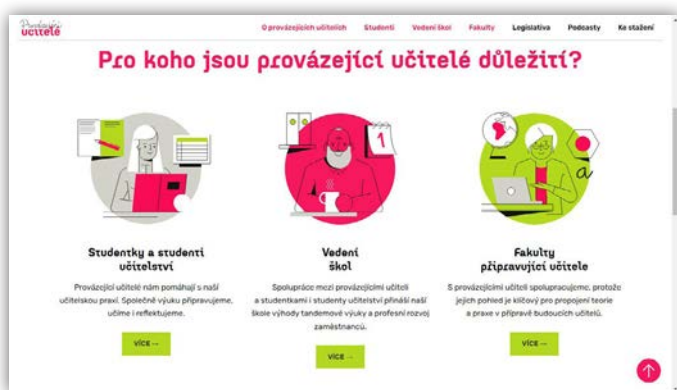 Provázející
učitelé
O provázejících učitelích Studenti Vedení škol Fakulty Legislativa Podcasty Ke stažení
Pro koho jsou provázející učitelé důležití?
1
a
Studentky a studenti
učitelství
Provázející učitelé nám pomáhají s naší
učitelskou praxí. Společně výuku připravujeme,
učíme i reflektujeme.
VÍCE →
Vedení
škol
Spolupráce mezi provázejícími učiteli
a studentkami i studenty učitelství přináší naší
škole výhody tandemové výuky a profesní rozvoj
zaměstnanců.
VÍCE →
Fakulty
připravující učitele
S provázejícími učiteli spolupracujeme, protože
jejich pohled je klíčový pro propojení teorie
a praxe v přípravě budoucích učitelů.
VÍCE →